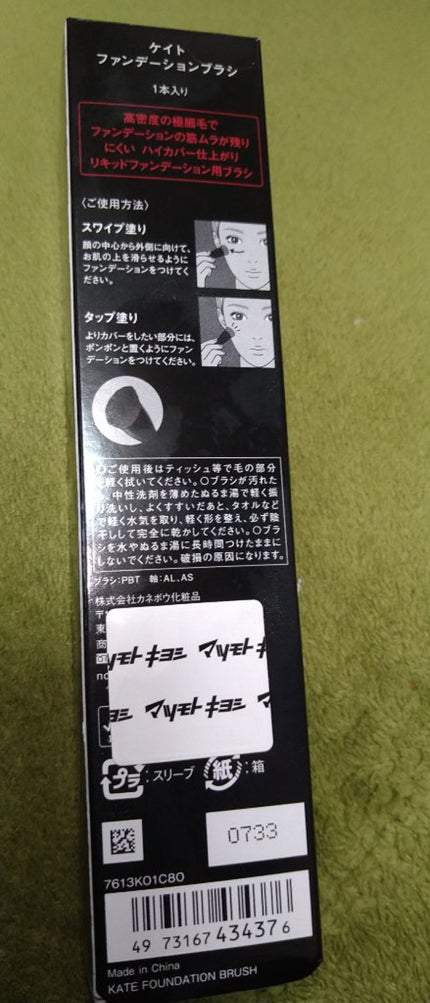 ケイト
ファンデーションブラシ
1本入り
高密度の極細毛で
ファンデーションの筋ムラが残り
にくい ハイカバー仕上がり
リキッドファンデーション用ブラシ
〈ご使用方法〉
スワイプ塗り
顔の中心から外側に向けて、
お肌の上を滑らせるように
ファンデーションをつけてく
ださい。
タップ塗り
よりカバーをしたい部分には、
ポンポンと置くようにファン
デーションをつけてください。
〇ご使用後はティッシュ等で毛の部分
を軽く拭いてください。〇ブラシが汚れた
、中性洗剤を薄めたぬるま湯で軽く振
り洗いし、よくすすいだあと、タオルなど
で軽く水気を取り、軽く形を整え、必ず陰
干しして完全に乾かしてください。〇ブラ
シを水やぬるま湯に長時間つけたままに
しないでください。破損の原因になります。
ブラシ:PBT 軸:AL、AS
株式会社カネボウ化粧品
〒
東
商
マツモト キヨシ マツモト キ
ヨシ マツモト キヨシ マ
プラ:スリーブ 紙:箱
0733
7613K01C80
49 73167 434376
Made in China
KATE FOUNDATION BRUSH